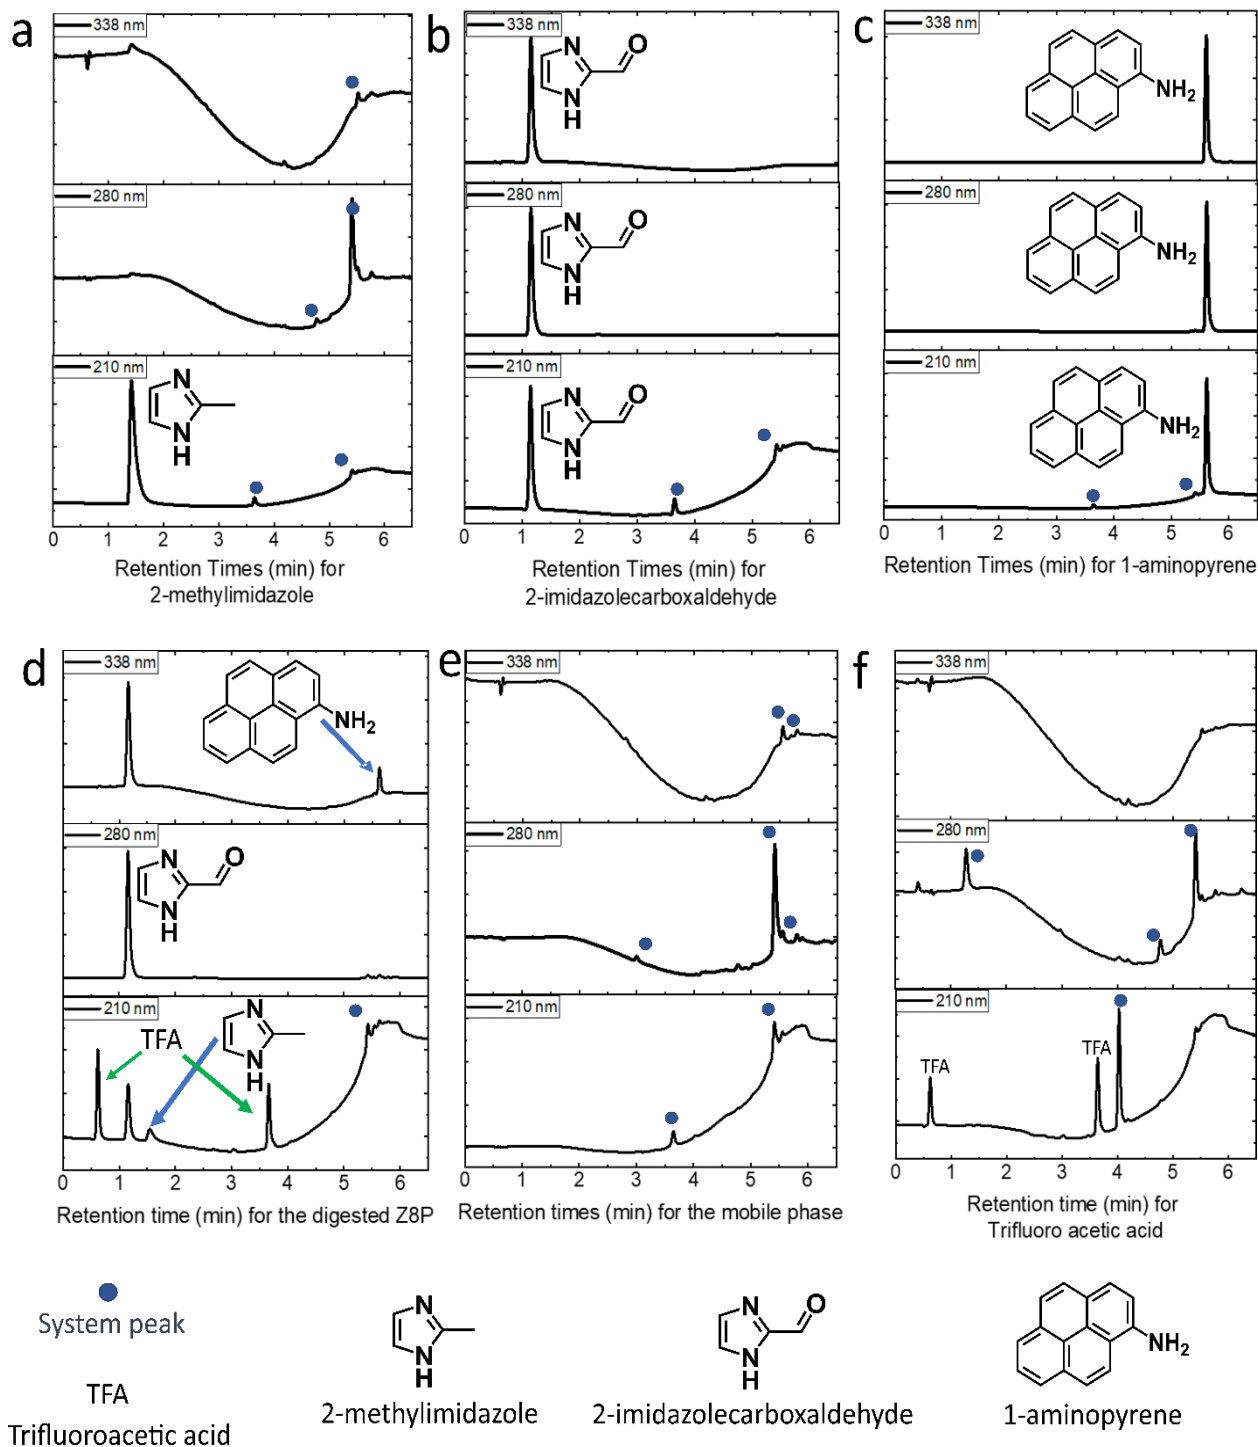 a
338 nm
280 nm
210 nm
N
N
H
0 1 2 3 4 5 6
Retention Times (min) for
2-methylimidazole
b
338 nm
N
O
N
H
280 nm
N
O
N
H
210 nm
N
O
N
H
0 1 2 3 4 5 6
Retention Times (min) for
2-imidazolecarboxaldehyde
c
338 nm
NH2
280 nm
NH2
210 nm
NH2
0 1 2 3 4 5 6
Retention Times (min) for 1-aminopyrene
d
338 nm
NH2
280 nm
N
O
N
H
210 nm
TFA
N
N
H
0 1 2 3 4 5 6
Retention time (min) for the digested Z8P
e
338 nm
280 nm
210 nm
0 1 2 3 4 5 6
Retention times (min) for the mobile phase
f
338 nm
280 nm
210 nm
TFA
TFA
0 1 2 3 4 5 6
Retention time (min) for
Trifluoro acetic acid
System peak
TFA
Trifluoroacetic acid
N
N
H
2-methylimidazole
N
O
N
H
2-imidazolecarboxaldehyde
NH2
1-aminopyrene